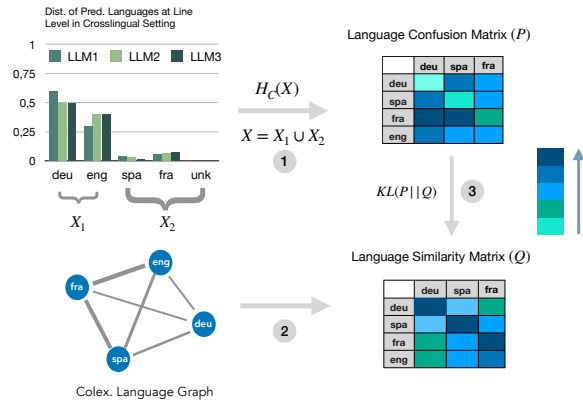 Dist. of Pred. Languages at Line
Level in Crosslingual Setting
1
0,75
0,5
0,25
0
LLM1 LLM2 LLM3
deu eng spa fra unk
X₁ X₂
H_C(X)
X = X₁ ∪ X₂
1
Language Confusion Matrix (P)
deu spa fra
deu
spa
fra
eng
KL(P||Q)
3
Language Similarity Matrix (Q)
deu spa fra
deu
spa
fra
eng
2
eng
fra
deu
spa
Colex. Language Graph